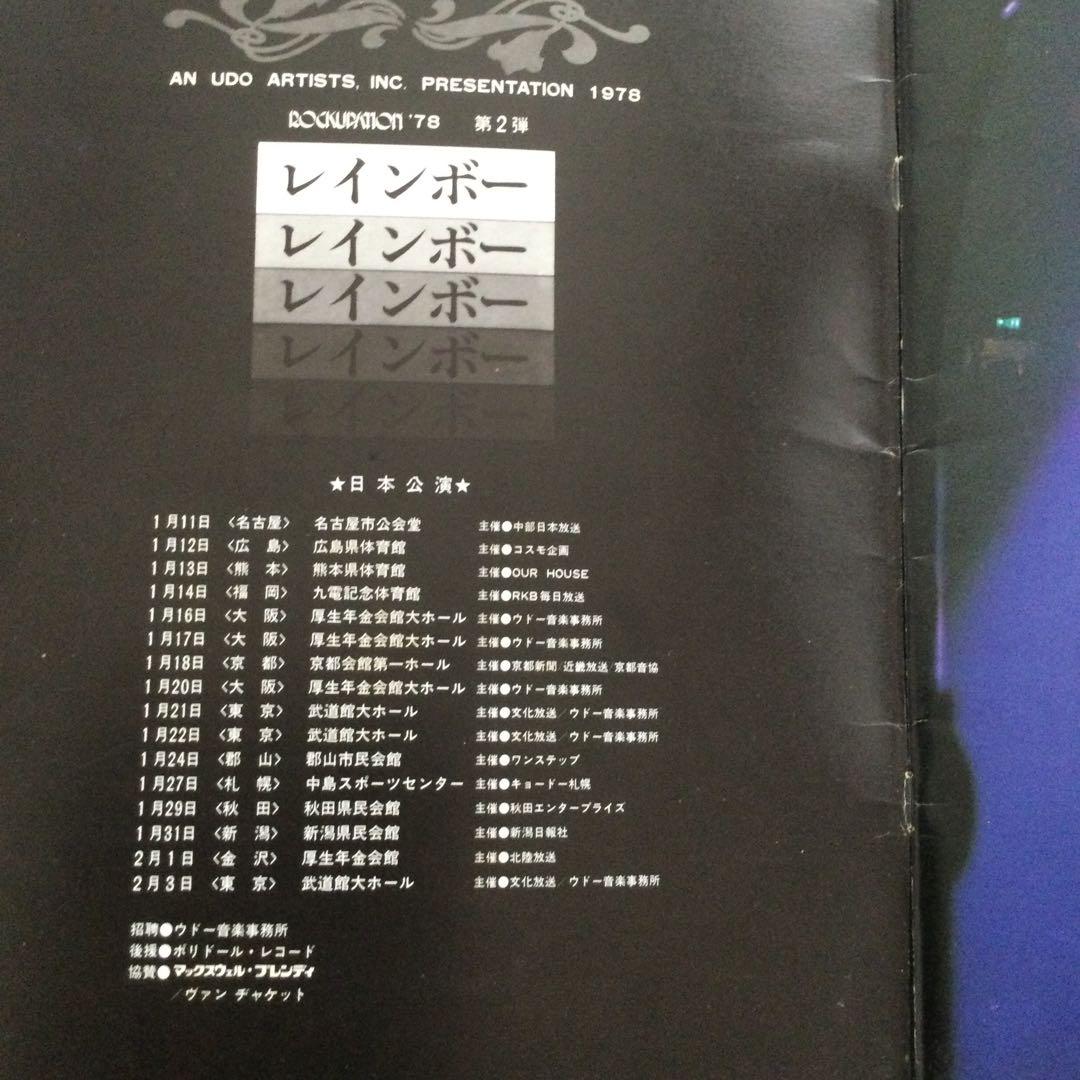 AN UDO ARTISTS, INC. PRESENTATION 1978
ROCKUPATION '78 第2弾
レインボー
レインボー
レインボー
レインボー
レインボー
★日本公演★
1月11日 〈名古屋〉 名古屋市公会堂 主催●中部日本放送
1月12日 〈広島〉 広島県体育館 主催●コスモ企画
1月13日 〈熊本〉 熊本県体育館 主催●OUR HOUSE
1月14日 〈福岡〉 九電記念体育館 主催●RKB毎日放送
1月16日 〈大阪〉 厚生年金会館大ホール 主催●ウドー音楽事務所
1月17日 〈大阪〉 厚生年金会館大ホール 主催●ウドー音楽事務所
1月18日 〈京都〉 京都会館第一ホール 主催●京都新聞/近畿放送/京都音協
1月20日 〈大阪〉 厚生年金会館大ホール 主催●ウドー音楽事務所
1月21日 〈東京〉 武道館大ホール 主催●文化放送/ウドー音楽事務所
1月22日 〈東京〉 武道館大ホール 主催●文化放送/ウドー音楽事務所
1月24日 〈郡山〉 郡山市民会館 主催●ワンステップ
1月27日 〈札幌〉 中島スポーツセンター 主催●キョードー札幌
1月29日 〈秋田〉 秋田県民会館 主催●秋田エンタープライズ
1月31日 〈新潟〉 新潟県民会館 主催●新潟日報社
2月1日 〈金沢〉 厚生年金会館 主催●北陸放送
2月3日 〈東京〉 武道館大ホール 主催●文化放送/ウドー音楽事務所
招聘●ウドー音楽事務所
後援●ポリドール・レコード
協賛●マックスウェル・ブレンディ
/ヴァン ヂャケット